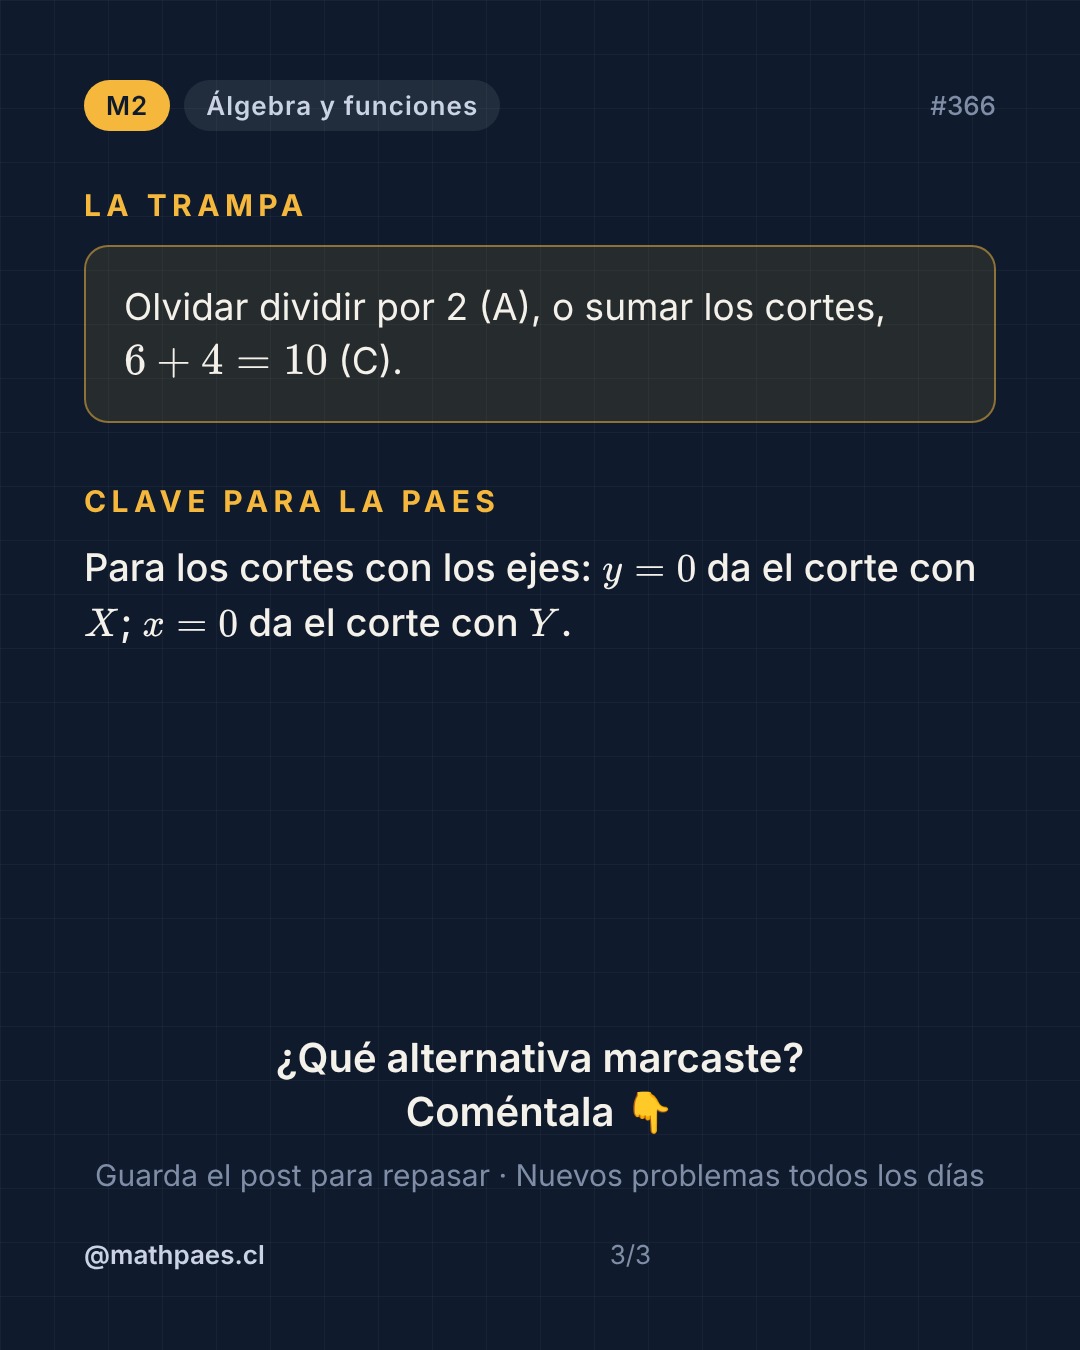 M2 Álgebra y funciones #366
LA TRAMPA
Olvidar dividir por 2 (A), o sumar los cortes,
6 + 4 = 10 (C).
CLAVE PARA LA PAES
Para los cortes con los ejes: y = 0 da el corte con
X; x = 0 da el corte con Y.
¿Qué alternativa marcaste?
Coméntala 👇
Guarda el post para repasar · Nuevos problemas todos los días
@mathpaes.cl 3/3